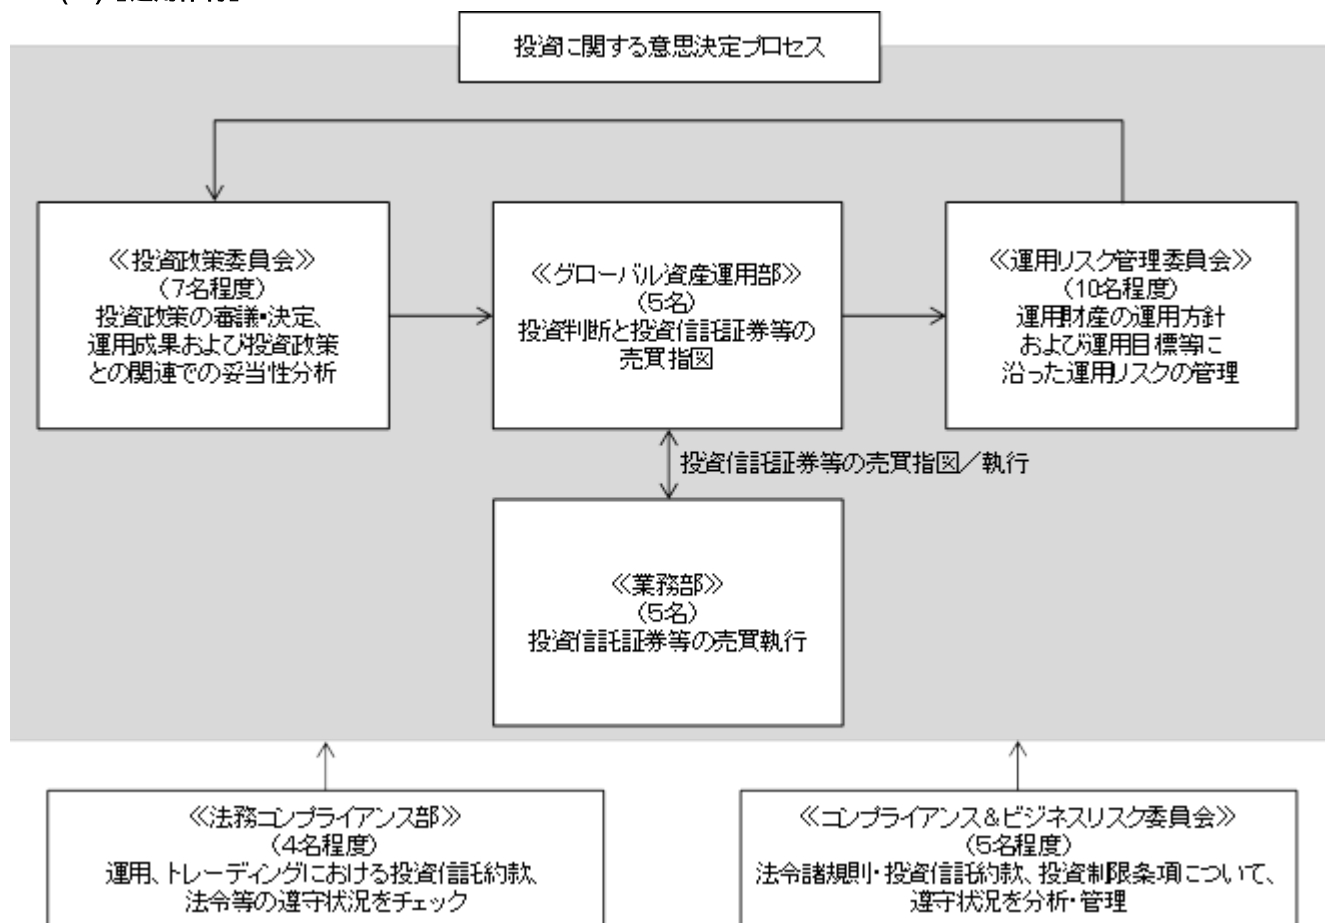 投資に関する意思決定プロセス
≪投資政策委員会≫
(7名程度)
投資政策の審議・決定、
運用成果および投資政策
との関連での妥当性分析
≪グローバル資産運用部≫
(5名)
投資判断と投資信託証券等の
売買指図
≪運用リスク管理委員会≫
(10名程度)
運用財産の運用方針
および運用目標等に
沿った運用リスクの管理
投資信託証券等の売買指図／執行
≪業務部≫
(5名)
投資信託証券等の売買執行
≪法務コンプライアンス部≫
(4名程度)
運用、トレーディングにおける投資信託約款、
法令等の遵守状況をチェック
≪コンプライアンス＆ビジネスリスク委員会≫
(5名程度)
法令諸規則・投資信託約款、投資制限条項について、
遵守状況を分析・管理